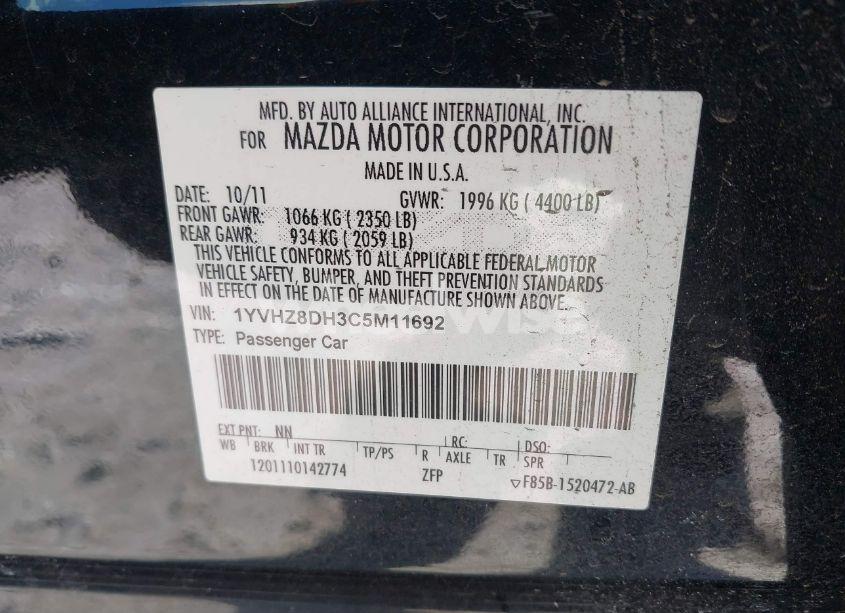 MFD. BY AUTO ALLIANCE INTERNATIONAL, INC.
FOR MAZDA MOTOR CORPORATION
MADE IN U.S.A.
DATE: 10/11 GVWR: 1996 KG ( 4400 LB)
FRONT GAWR: 1066 KG ( 2350 LB)
REAR GAWR: 934 KG ( 2059 LB)
THIS VEHICLE CONFORMS TO ALL APPLICABLE FEDERAL MOTOR
VEHICLE SAFETY, BUMPER, AND THEFT PREVENTION STANDARDS
IN EFFECT ON THE DATE OF MANUFACTURE SHOWN ABOVE.
VIN: 1YVHZ8DH3C5M11692
TYPE: Passenger Car
EXT PNT: NN RC: DSO:
WB BRK INT TR TP/PS R AXLE TR SPR
1201110142774 ZFP
F85B-1520472-AB